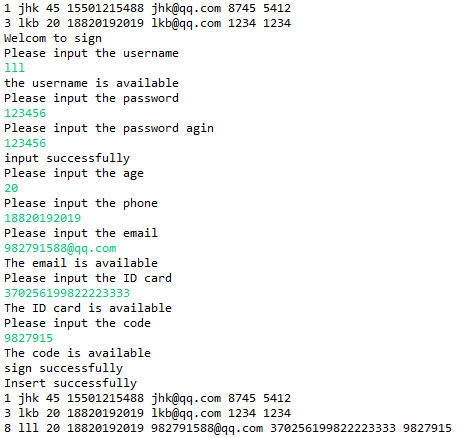 1 jhk 45 15501215488 jhk@qq.com 8745 5412
3 lkb 20 18820192019 lkb@qq.com 1234 1234
Welcom to sign
Please input the username
lll
the username is available
Please input the password
123456
Please input the password agin
123456
input successfully
Please input the age
20
Please input the phone
18820192019
Please input the email
982791588@qq.com
The email is available
Please input the ID card
370256199822223333
The ID card is available
Please input the code
9827915
The code is available
sign successfully
Insert successfully
1 jhk 45 15501215488 jhk@qq.com 8745 5412
3 lkb 20 18820192019 lkb@qq.com 1234 1234
8 lll 20 18820192019 982791588@qq.com 370256199822223333 9827915